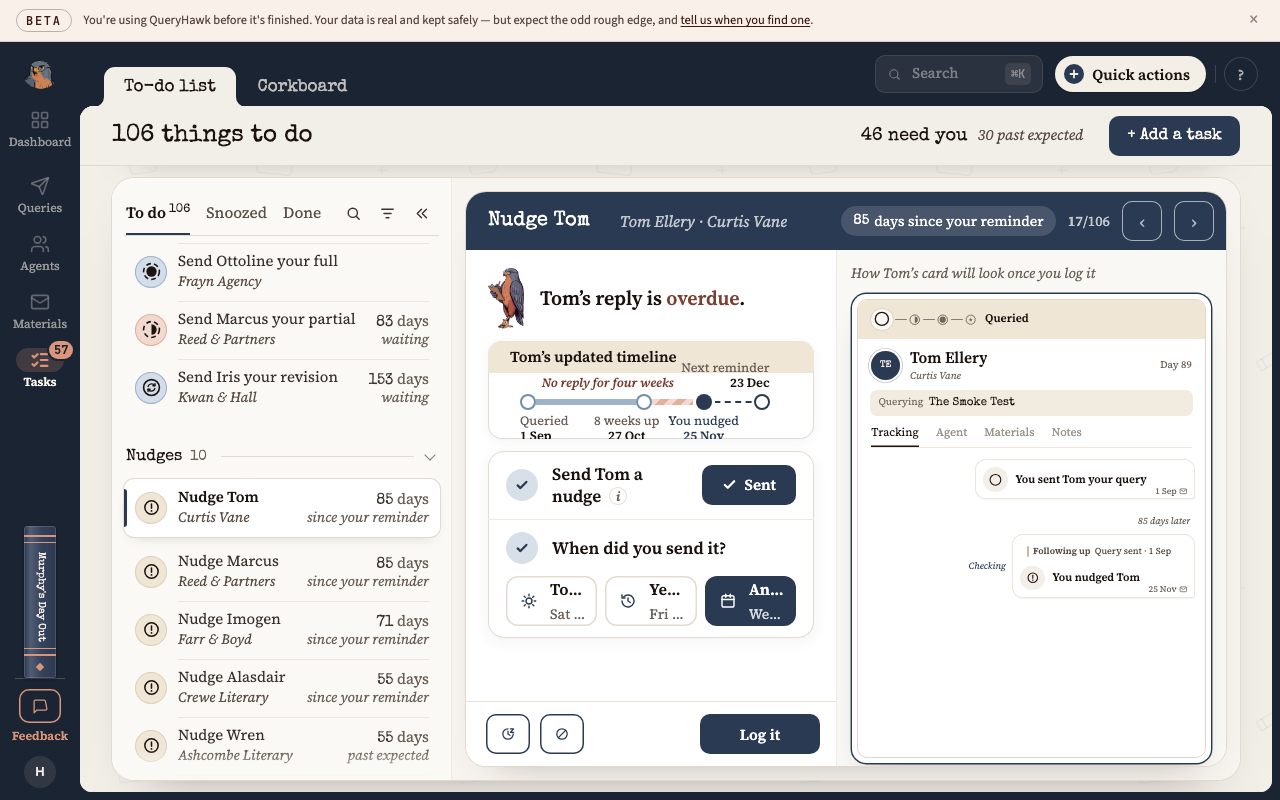 BETA
You're using QueryHawk before it's finished. Your data is real and kept safely — but expect the odd rough edge, and tell us when you find one.
×
To-do list
Corkboard
Search
⌘K
+ Quick actions
?
Dashboard
Queries
Agents
Materials
57
Tasks
Murphy's Day Out
Feedback
H
106 things to do
46 need you
30 past expected
+ Add a task
To do 106
Snoozed
Done
Send Ottoline your full
Frayn Agency
Send Marcus your partial
83 days
Reed & Partners
waiting
Send Iris your revision
153 days
Kwan & Hall
waiting
Nudges 10
Nudge Tom
85 days
Curtis Vane
since your reminder
Nudge Marcus
85 days
Reed & Partners
since your reminder
Nudge Imogen
71 days
Farr & Boyd
since your reminder
Nudge Alasdair
55 days
Crewe Literary
since your reminder
Nudge Wren
55 days
Ashcombe Literary
past expected
Nudge Tom
Tom Ellery · Curtis Vane
85 days since your reminder
17/106
‹
›
Tom's reply is overdue.
Tom's updated timeline
Next reminder
No reply for four weeks
23 Dec
Queried
8 weeks up
You nudged
1 Sep
27 Oct
25 Nov
Send Tom a
nudge i
Sent
When did you send it?
To...
Sat ...
Ye...
Fri ...
An...
We...
Log it
How Tom's card will look once you log it
Queried
TE
Tom Ellery
Curtis Vane
Day 89
Querying The Smoke Test
Tracking
Agent
Materials
Notes
You sent Tom your query
1 Sep
85 days later
Following up Query sent · 1 Sep
Checking
You nudged Tom
25 Nov